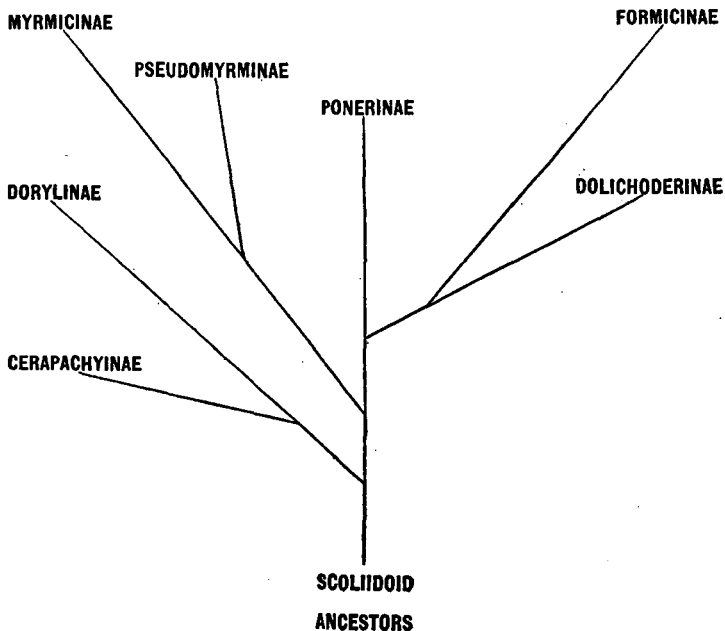 MYRMICINAE
FORMICINAE
PSEUDOMYRMINAE
PONERINAE
DORYLINAE
DOLICHODERINAE
CERAPACHYINAE
SCOLIIDOID
ANCESTORS